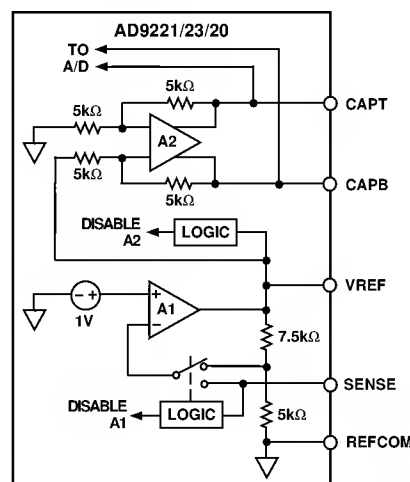 AD9221/23/20
TO
A/D
5kΩ
5kΩ
CAPT
A2
5kΩ
5kΩ
CAPB
DISABLE
A2
LOGIC
VREF
- +
1V
+
A1
−
7.5kΩ
SENSE
DISABLE
A1
LOGIC
5kΩ
REFCOM